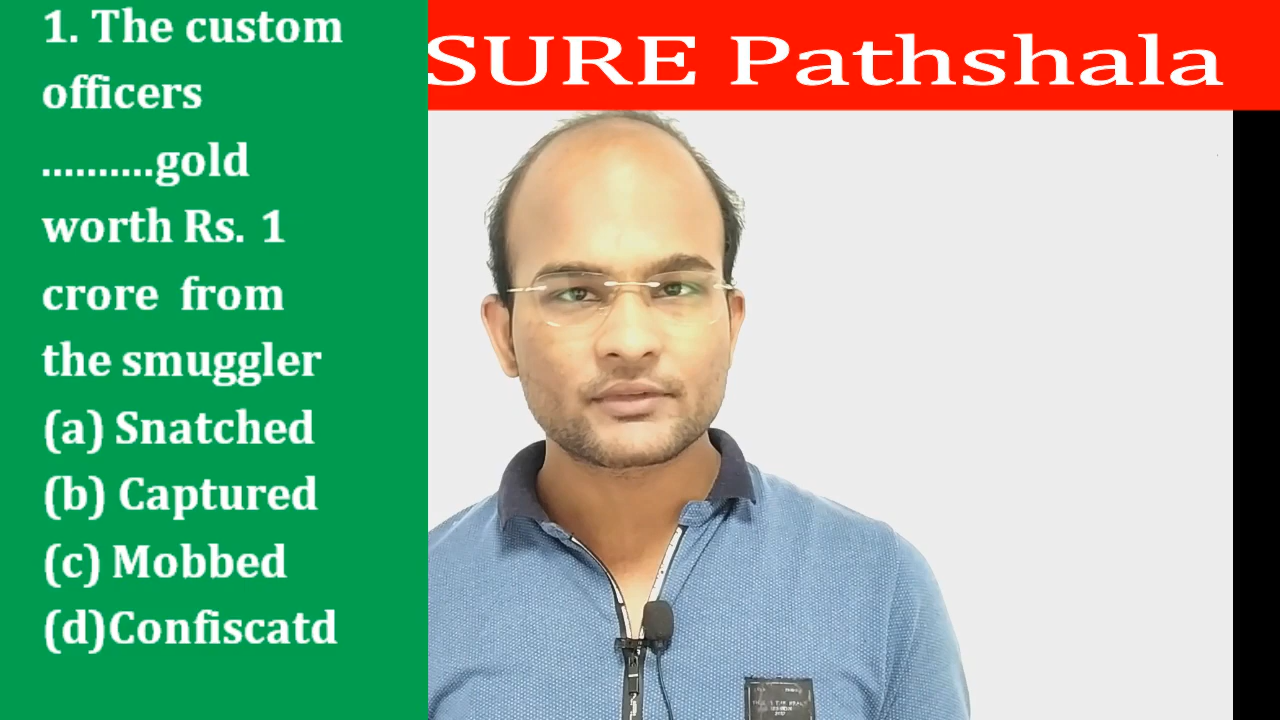 1. The custom
officers
..........gold
worth Rs. 1
crore from
the smuggler
(a) Snatched
(b) Captured
(c) Mobbed
(d)Confiscatd
SURE Pathshala